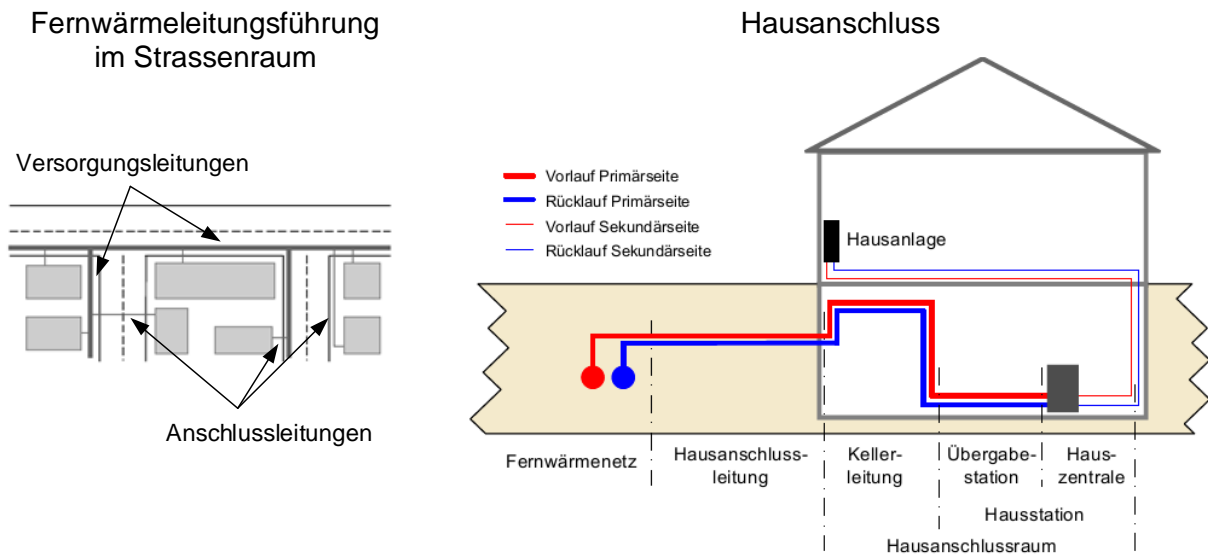 Fernwärmeleitungsführung
im Strassenraum
Versorgungsleitungen
Anschlussleitungen
Hausanschluss
Vorlauf Primärseite
Rücklauf Primärseite
Vorlauf Sekundärseite
Rücklauf Sekundärseite
Hausanlage
Fernwärmenetz
Hausanschluss-
leitung
Keller-
leitung
Übergabe-
station
Haus-
zentrale
Hausstation
Hausanschlussraum